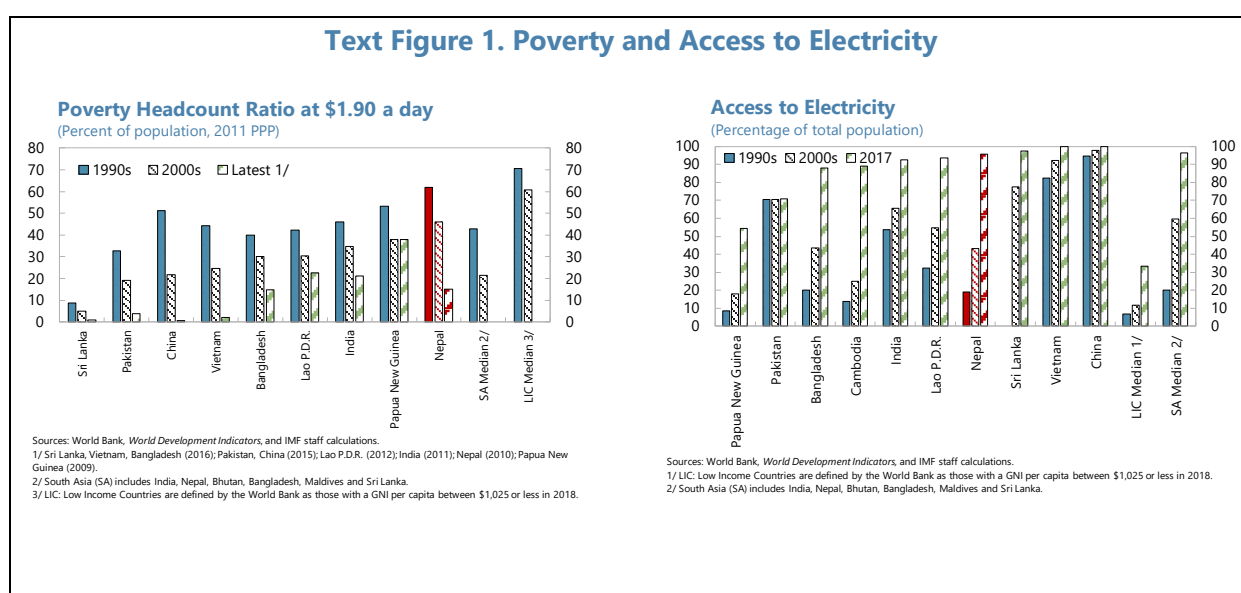 Text Figure 1. Poverty and Access to Electricity
Poverty Headcount Ratio at $1.90 a day
(Percent of population, 2011 PPP)
80
70
60
50
40
30
20
10
0
80
70
60
50
40
30
20
10
0
1990s 2000s Latest 1/
Sri Lanka
Pakistan
China
Vietnam
Bangladesh
Lao P.D.R.
India
Papua New Guinea
Nepal
SA Median 2/
LIC Median 3/
Sources: World Bank, World Development Indicators, and IMF staff calculations.
1/ Sri Lanka, Vietnam, Bangladesh (2016); Pakistan, China (2015); Lao P.D.R. (2012); India (2011); Nepal (2010); Papua New
Guinea (2009).
2/ South Asia (SA) includes India, Nepal, Bhutan, Bangladesh, Maldives and Sri Lanka.
3/ LIC: Low Income Countries are defined by the World Bank as those with a GNI per capita between $1,025 or less in 2018.
Access to Electricity
(Percentage of total population)
100
90
80
70
60
50
40
30
20
10
0
100
90
80
70
60
50
40
30
20
10
0
1990s 2000s 2017
Papua New Guinea
Pakistan
Bangladesh
Cambodia
India
Lao P.D.R.
Nepal
Sri Lanka
Vietnam
China
LIC Median 1/
SA Median 2/
Sources: World Bank, World Development Indicators, and IMF staff calculations.
1/ LIC: Low Income Countries are defined by the World Bank as those with a GNI per capita between $1,025 or less in 2018.
2/ South Asia (SA) includes India, Nepal, Bhutan, Bangladesh, Maldives and Sri Lanka.